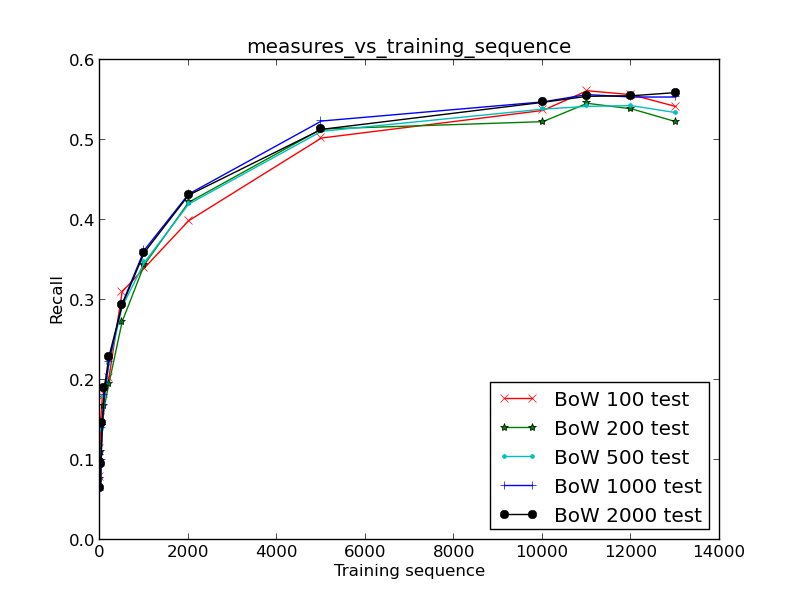 measures_vs_training_sequence
0.6
0.5
0.4
0.3
0.2
0.1
0.0
Recall
BoW 100 test
BoW 200 test
BoW 500 test
BoW 1000 test
BoW 2000 test
0 2000 4000 6000 8000 10000 12000 14000
Training sequence